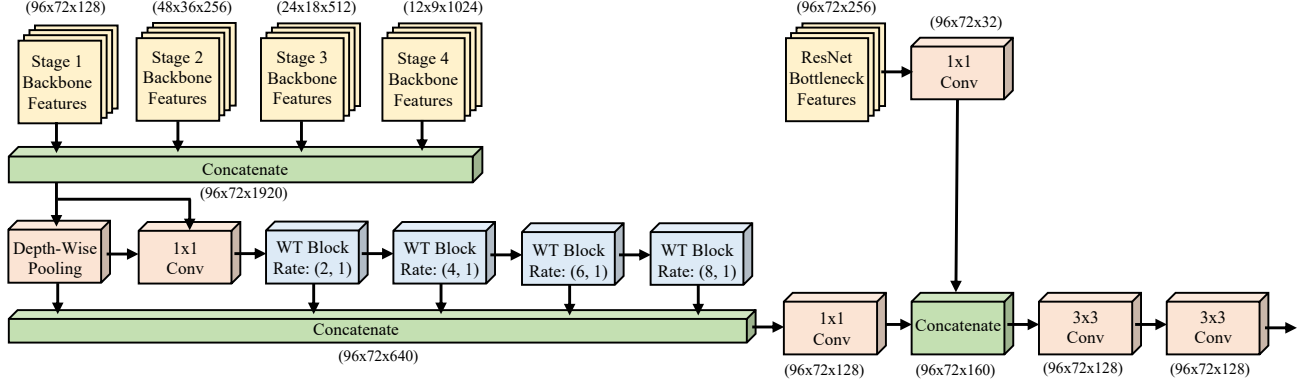 (96x72x128)
(48x36x256)
(24x18x512)
(12x9x1024)
(96x72x256)
(96x72x32)
Stage 1
Backbone
Features
Stage 2
Backbone
Features
Stage 3
Backbone
Features
Stage 4
Backbone
Features
ResNet
Bottleneck
Features
1x1
Conv
Concatenate
(96x72x1920)
Depth-Wise
Pooling
1x1
Conv
WT Block
Rate: (2, 1)
WT Block
Rate: (4, 1)
WT Block
Rate: (6, 1)
WT Block
Rate: (8, 1)
Concatenate
(96x72x640)
1x1
Conv
(96x72x128)
Concatenate
(96x72x160)
3x3
Conv
(96x72x128)
3x3
Conv
(96x72x128)